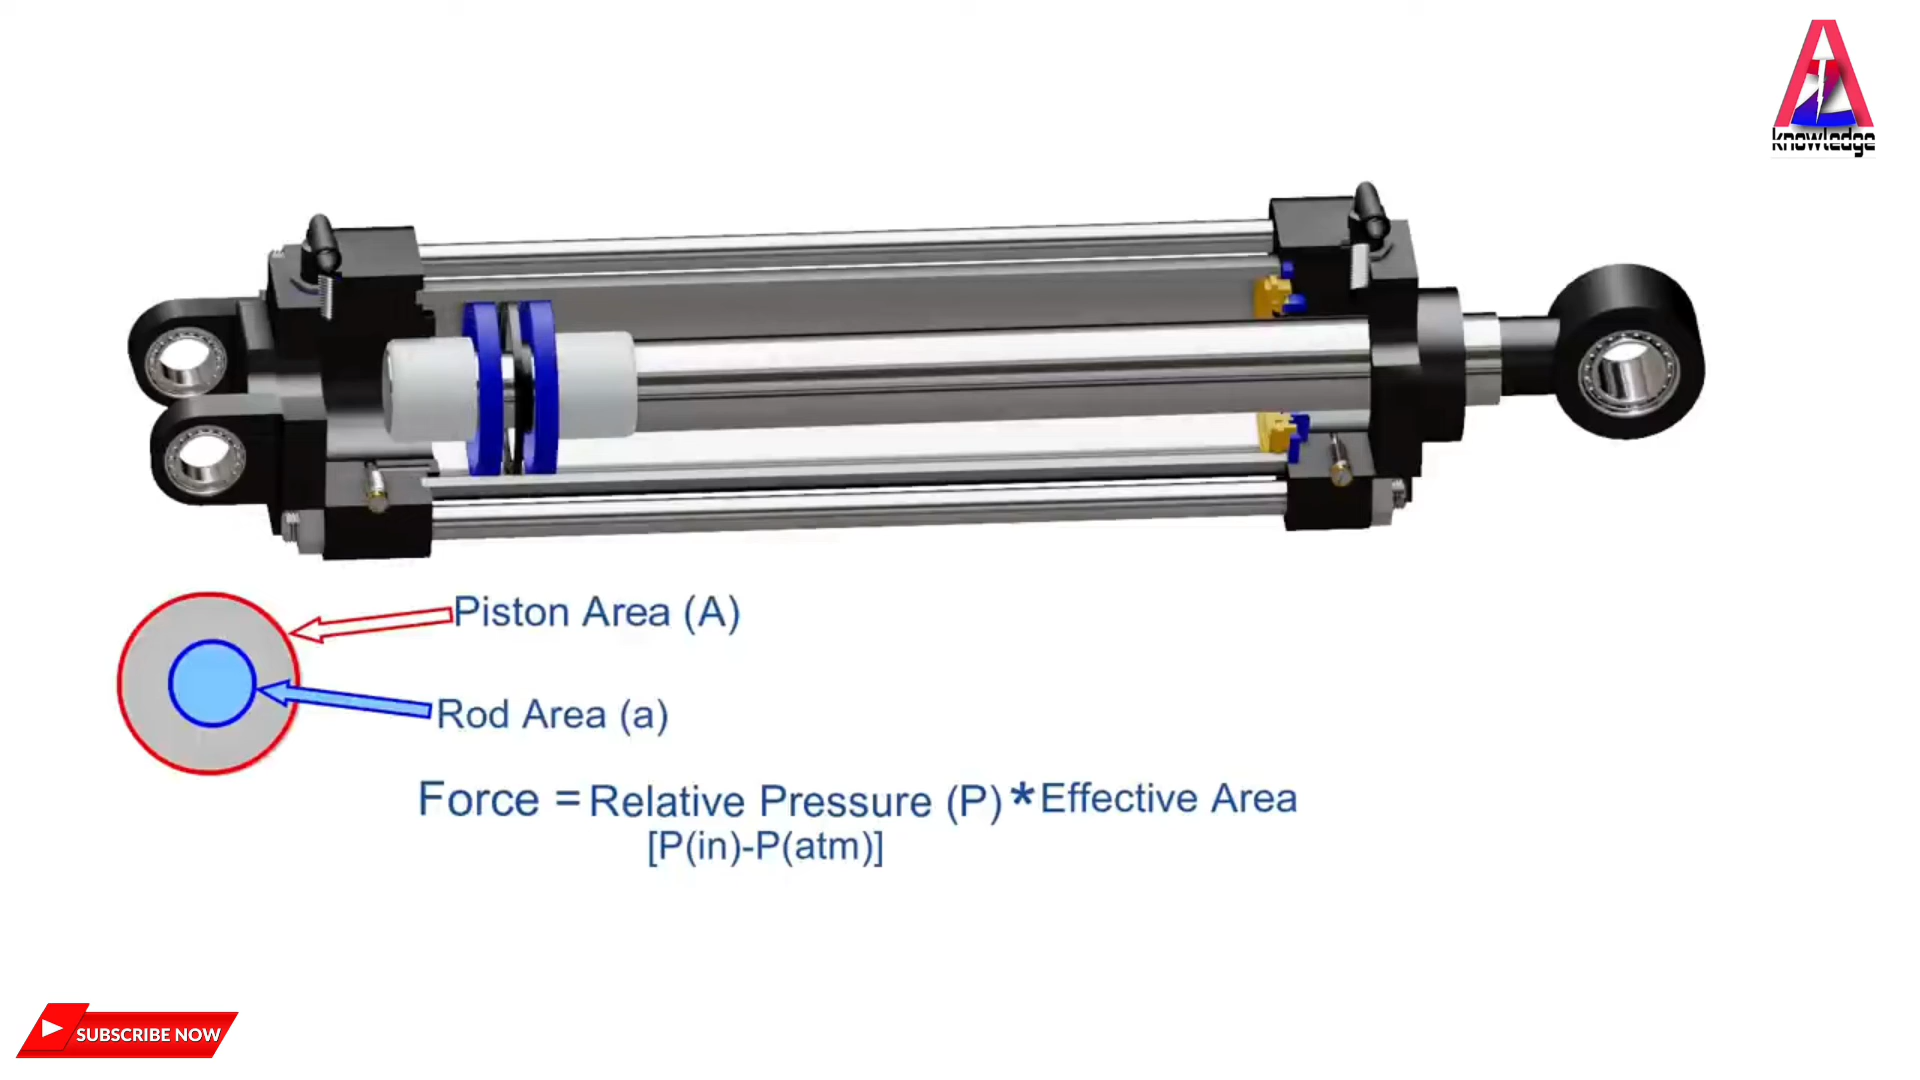 knowledge
Piston Area (A)
Rod Area (a)
Force = Relative Pressure (P) * Effective Area
[P(in)-P(atm)]
SUBSCRIBE NOW